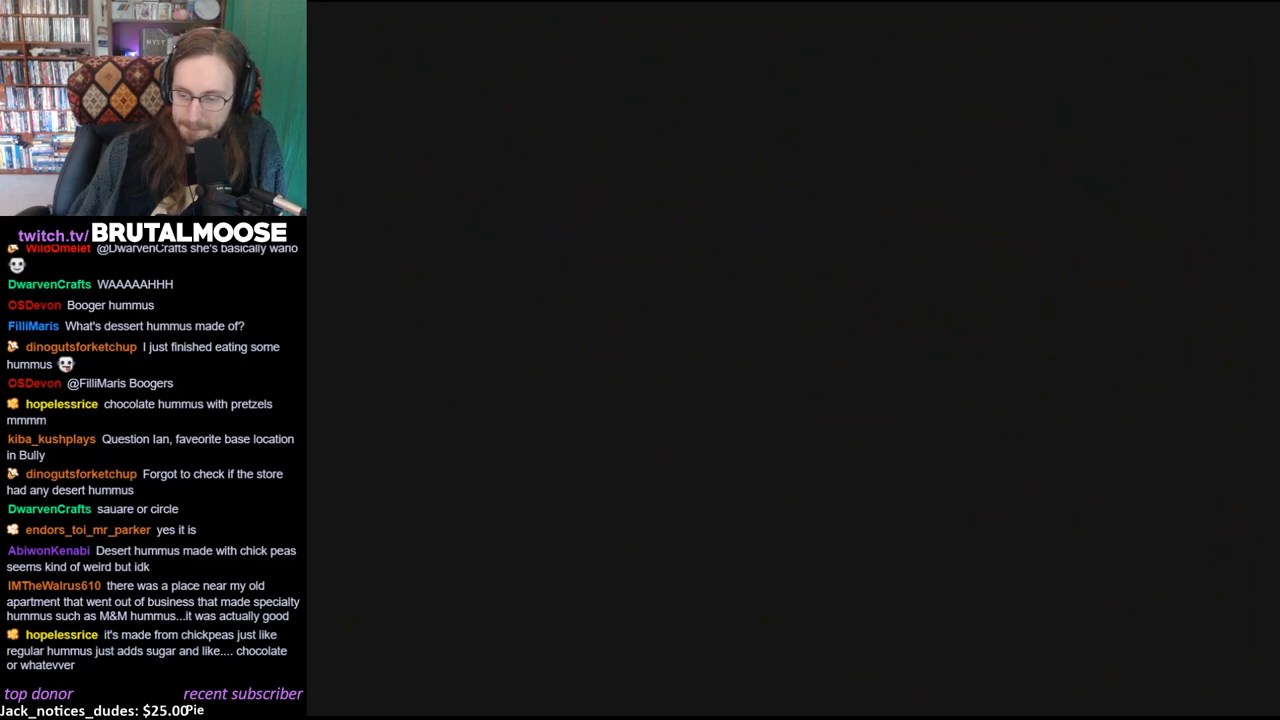 HYST
twitch.tv/BRUTALMOOSE
WildOmelet @DwarvenCrafts she's basically wario
DwarvenCrafts WAAAAAHHH
OSDevon Booger hummus
FilliMaris What's dessert hummus made of?
dinogutsforketchup I just finished eating some
hummus
OSDevon @FilliMaris Boogers
hopelessrice chocolate hummus with pretzels
mmmm
kiba_kushplays Question Ian, faveorite base location
in Bully
dinogutsforketchup Forgot to check if the store
had any desert hummus
DwarvenCrafts sauare or circle
endors_toi_mr_parker yes it is
AbiwonKenabi Desert hummus made with chick peas
seems kind of weird but idk
IMTheWalrus610 there was a place near my old
apartment that went out of business that made specialty
hummus such as M&M hummus...it was actually good
hopelessrice it's made from chickpeas just like
regular hummus just adds sugar and like.... chocolate
or whatevver
top donor recent subscriber
Jack_notices_dudes: $25.00 Pie